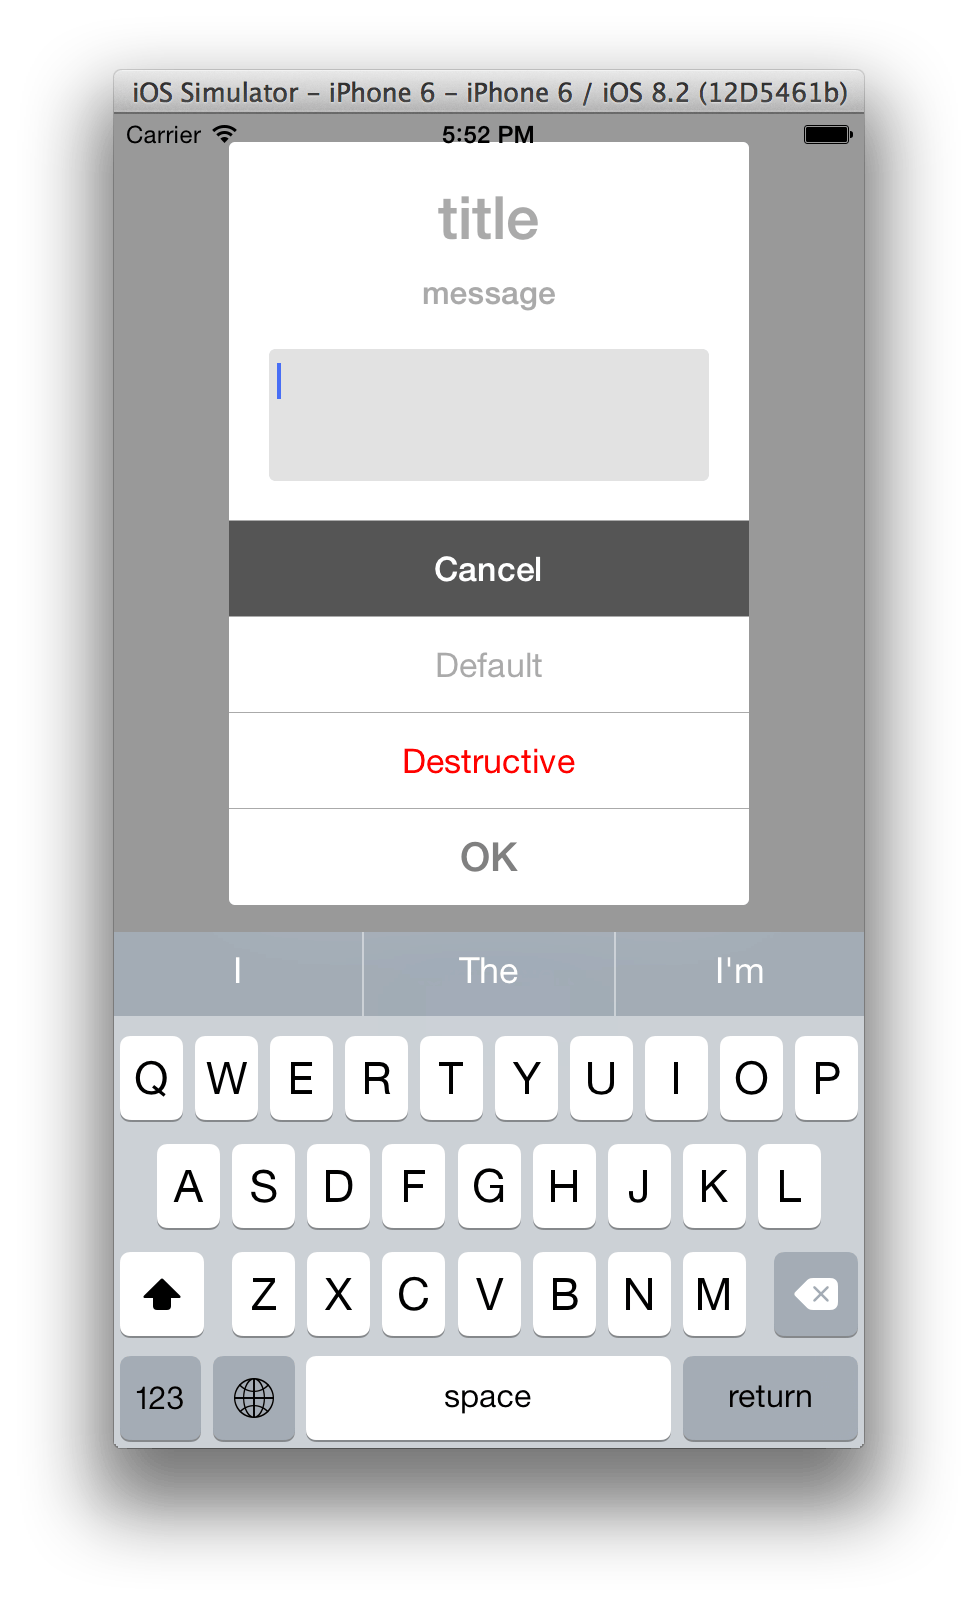 iOS Simulator – iPhone 6 – iPhone 6 / iOS 8.2 (12D5461b)
Carrier 5:52 PM
title
message
Cancel
Default
Destructive
OK
I The I'm
Q W E R T Y U I O P
A S D F G H J K L
Z X C V B N M
123 space return